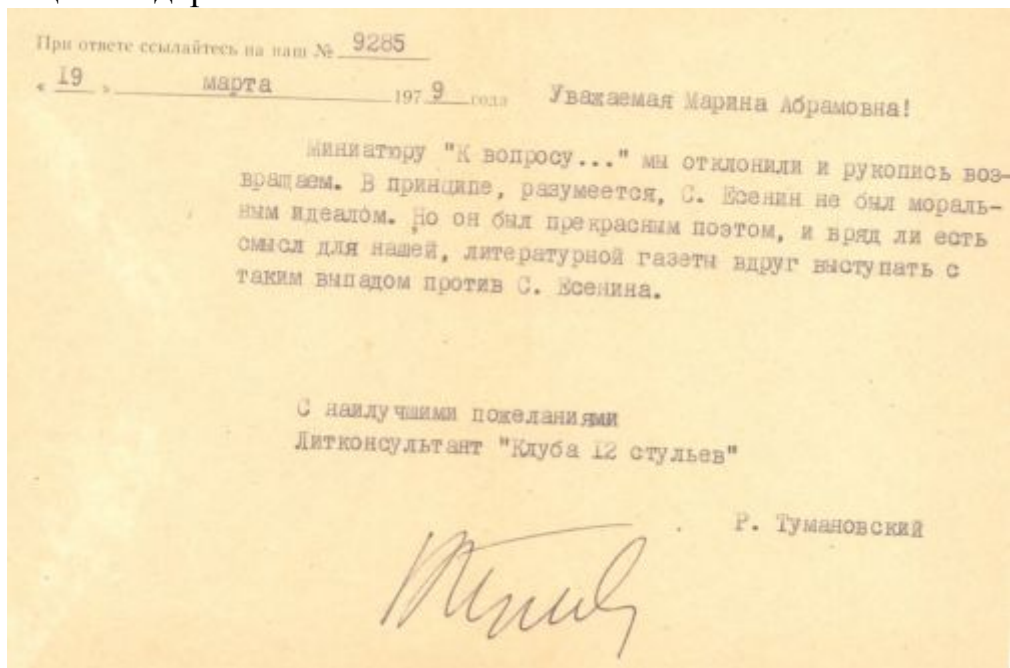 При ответе ссылайтесь на наш № 9285
« 19 » марта 1979 года Уважаемая Марина Абрамовна!
Миниатюру "К вопросу..." мы отклонили и рукопись воз-
вращаем. В принципе, разумеется, С. Есенин не был мораль-
ным идеалом. Но он был прекрасным поэтом, и вряд ли есть
смысл для нашей, литературной газеты вдруг выступать с
таким выпадом против С. Есенина.
С наилучшими пожеланиями
Литконсультант "Клуба 12 стульев"
Р. Тумановский